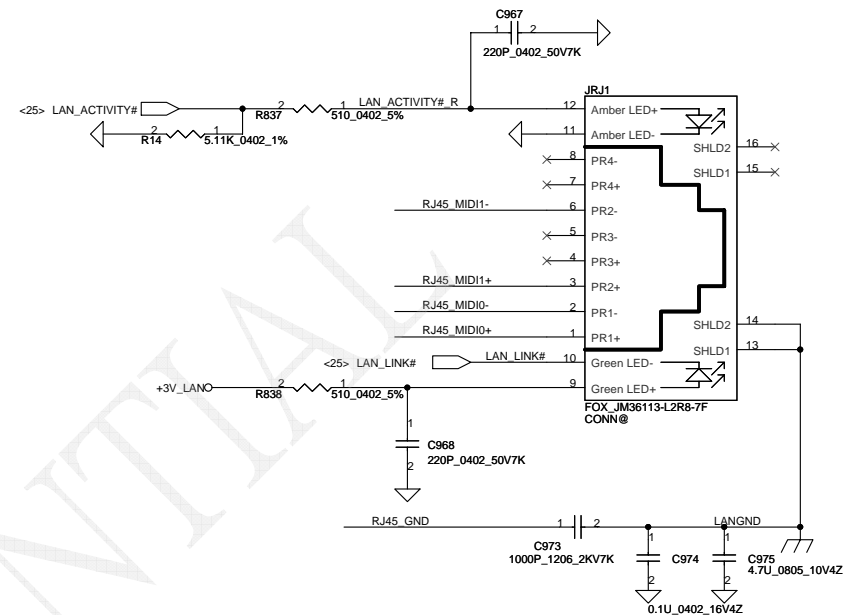 C967
1 2
220P_0402_50V7K
JRJ1
<25> LAN_ACTIVITY#
2 1
R837
510_0402_5%
LAN_ACTIVITY#_R
12 Amber LED+
2 1
R14
5.11K_0402_1%
11 Amber LED-
SHLD2 16
8 PR4-
SHLD1 15
7 PR4+
RJ45_MIDI1- 6 PR2-
5 PR3-
4 PR3+
RJ45_MIDI1+ 3 PR2+
RJ45_MIDI0- 2 PR1-
SHLD2 14
RJ45_MIDI0+ 1 PR1+
SHLD1 13
<25> LAN_LINK# LAN_LINK# 10 Green LED-
+3V_LAN 2 1
R838
510_0402_5%
9 Green LED+
FOX_JM36113-L2R8-7F
CONN@
1
C968
220P_0402_50V7K
2
RJ45_GND 1 2 LANGND
C973
1000P_1206_2KV7K
1
C974
2
0.1U_0402_16V4Z
1
C975
4.7U_0805_10V4Z
2
NTIAL